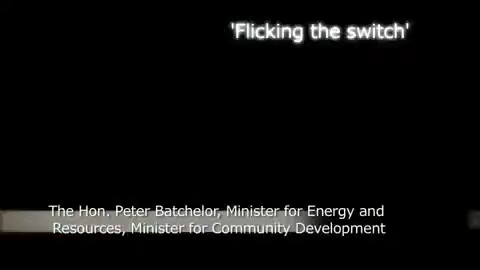 'Flicking the switch'
The Hon. Peter Batchelor, Minister for Energy and
Resources, Minister for Community Development